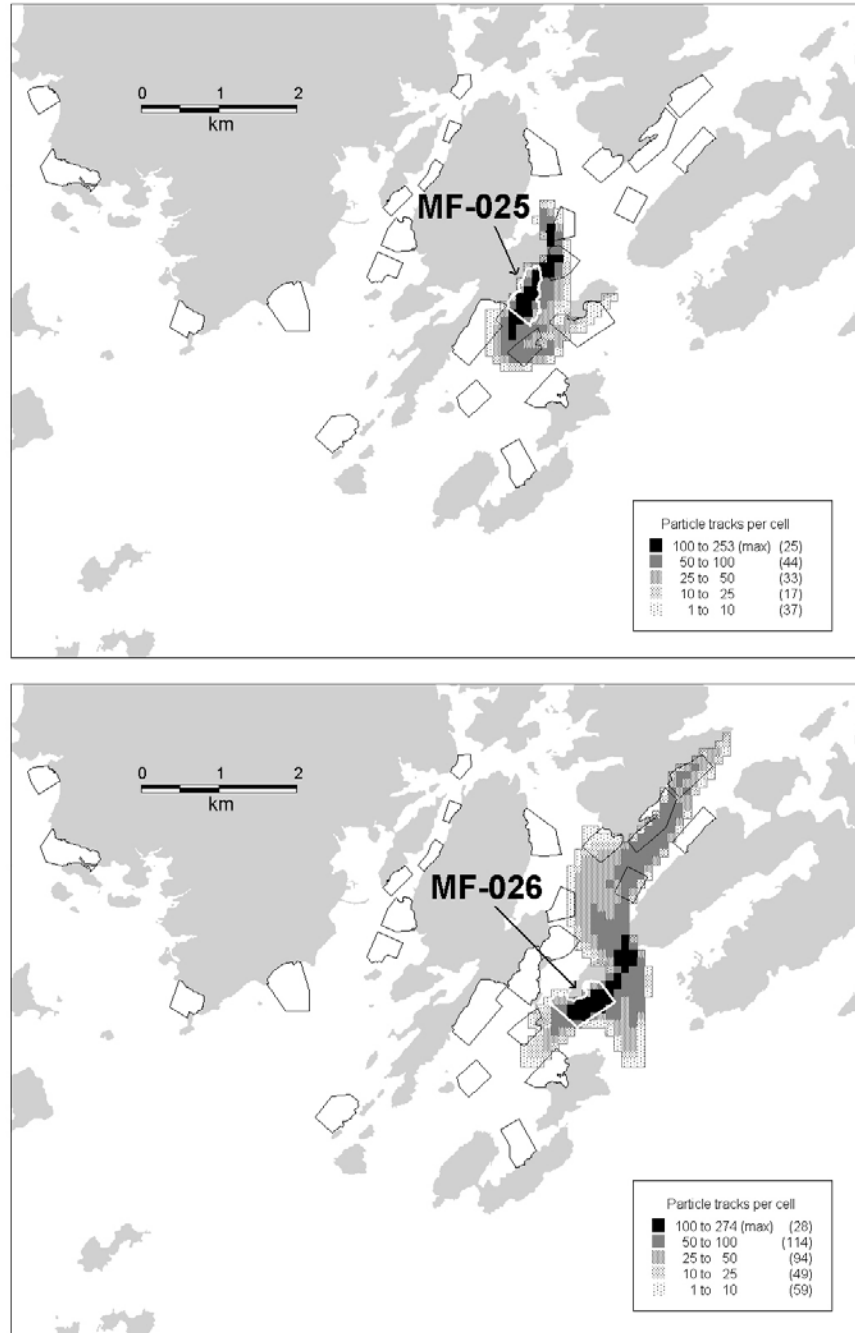 0 1 2
km
MF-025
Particle tracks per cell
100 to 253 (max) (25)
50 to 100 (44)
25 to 50 (33)
10 to 25 (17)
1 to 10 (37)
0 1 2
km
MF-026
Particle tracks per cell
100 to 274 (max) (28)
50 to 100 (114)
25 to 50 (94)
10 to 25 (49)
1 to 10 (59)